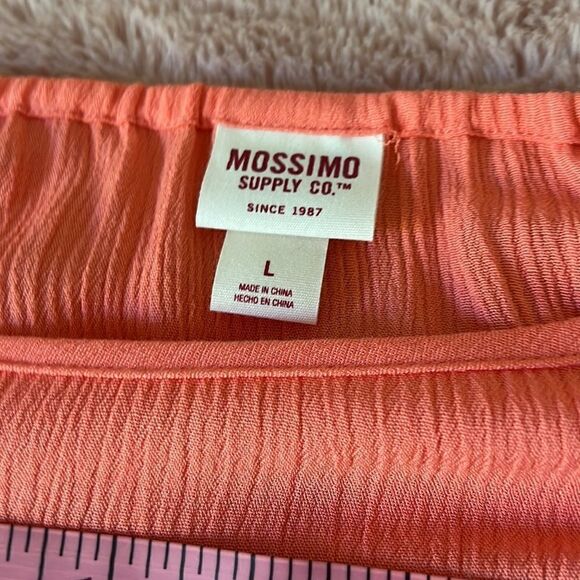 MOSSIMO
SUPPLY CO.™
SINCE 1987
L
MADE IN CHINA
HECHO EN CHINA